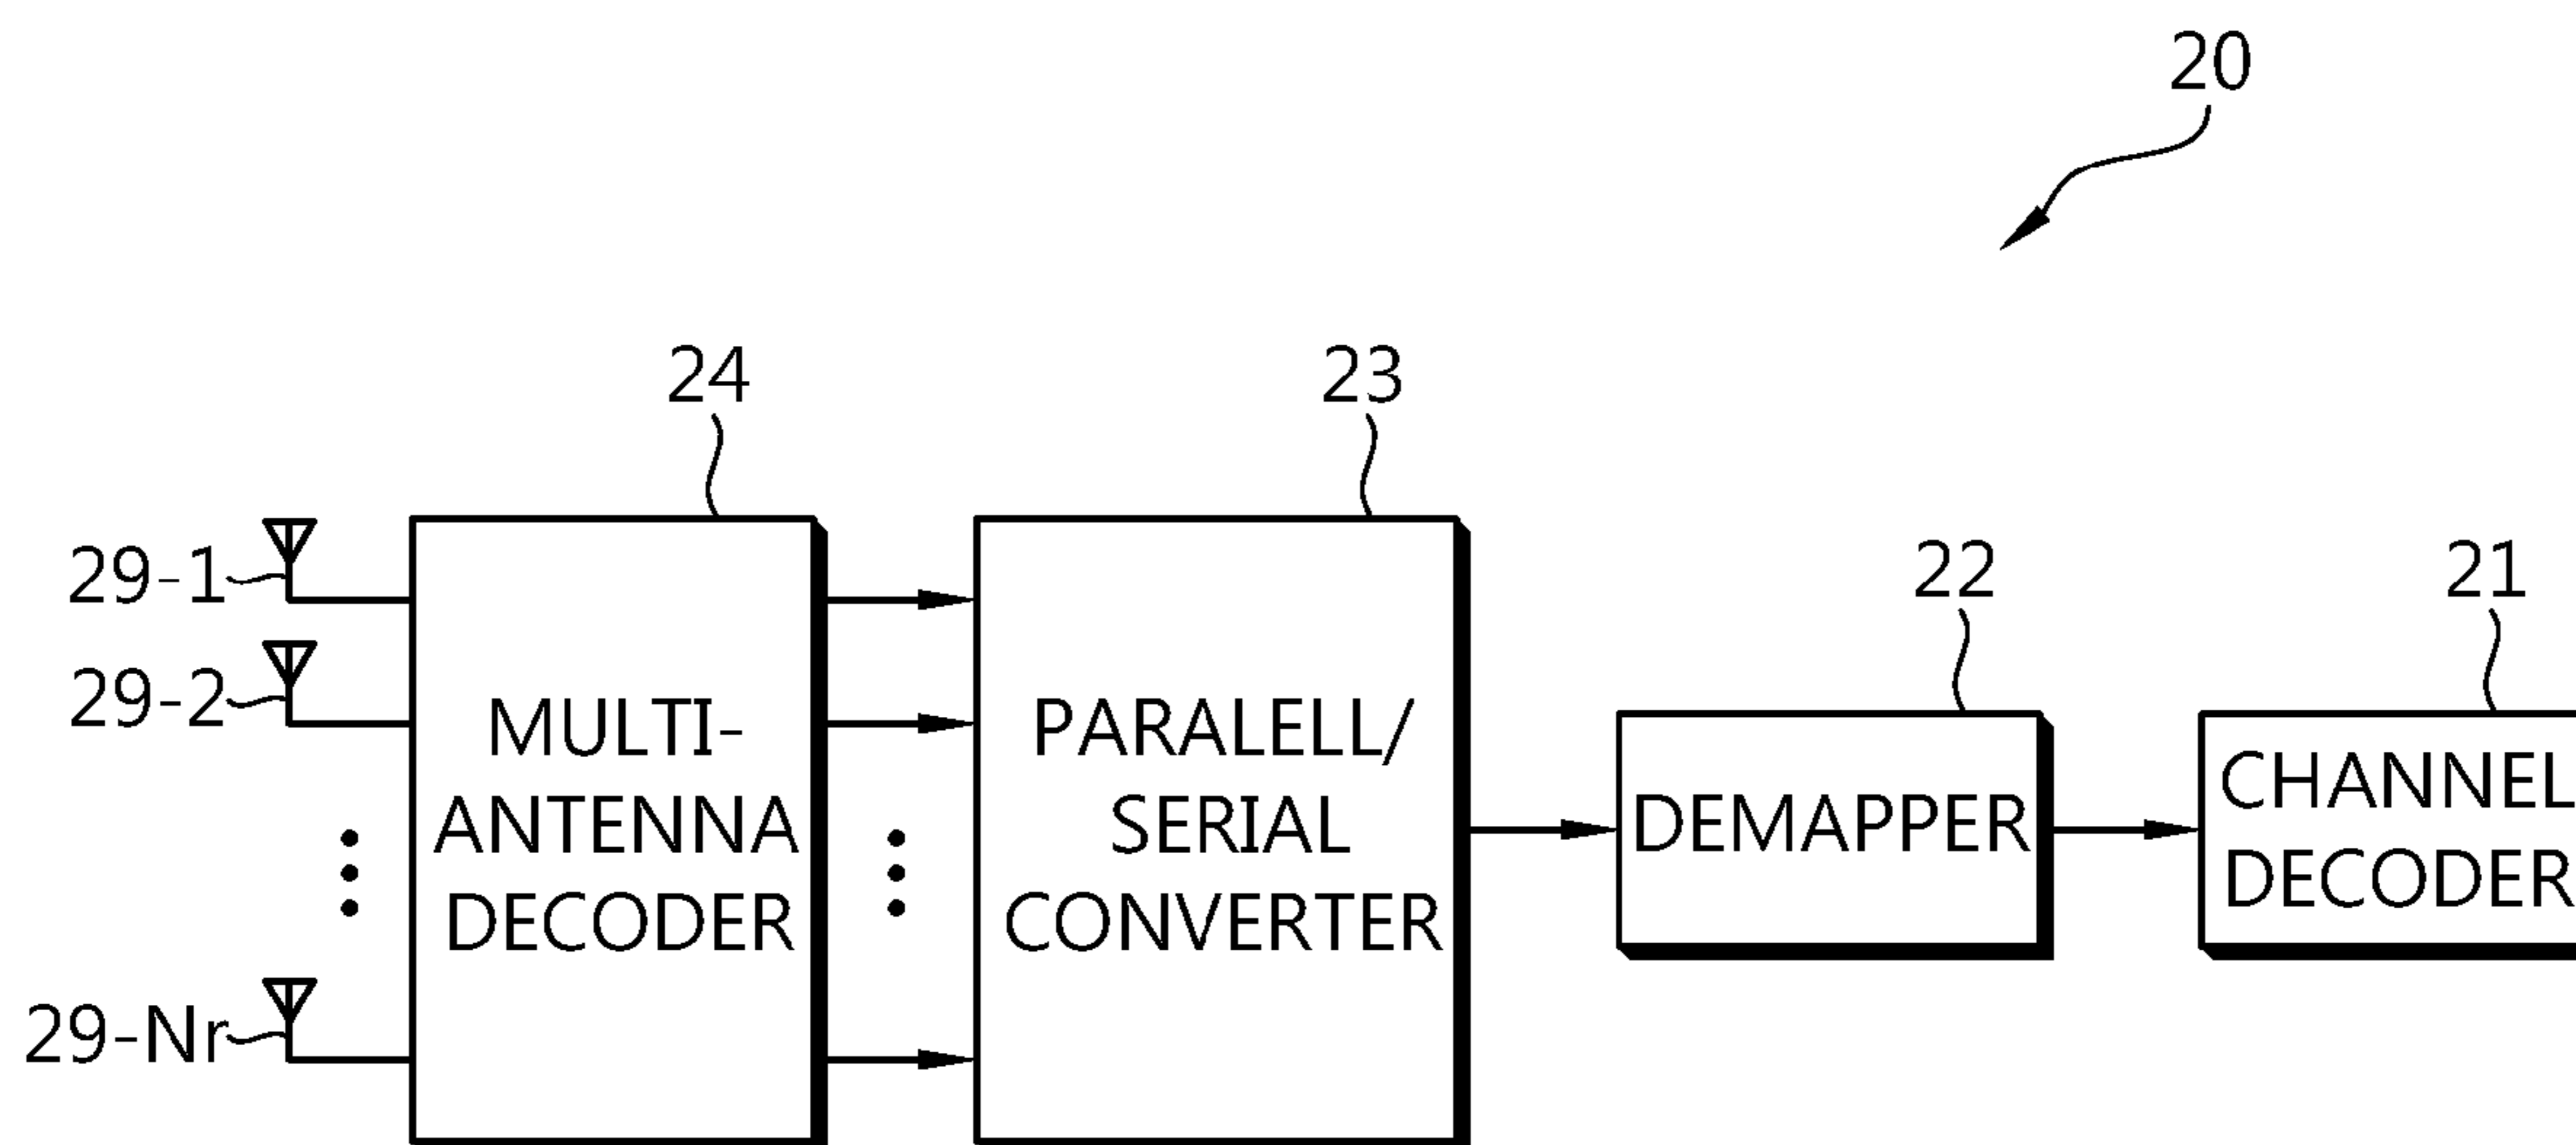 20
24
23
29-1
22
21
29-2
MULTI-
ANTENNA
DECODER
PARALELL/
SERIAL
CONVERTER
DEMAPPER
CHANNEL
DECODER
29-Nr